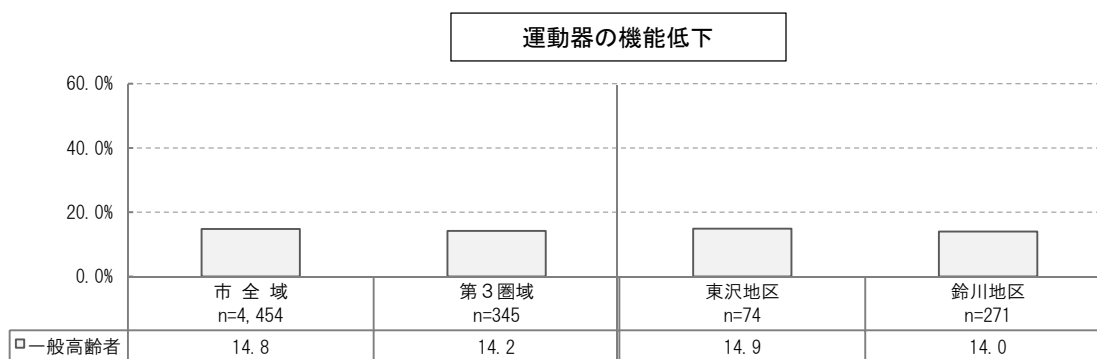 運動器の機能低下
60.0%
40.0%
20.0%
0.0%
市 全 域 第3圏域 東沢地区 鈴川地区
n=4,454 n=345 n=74 n=271
一般高齢者 14.8 14.2 14.9 14.0